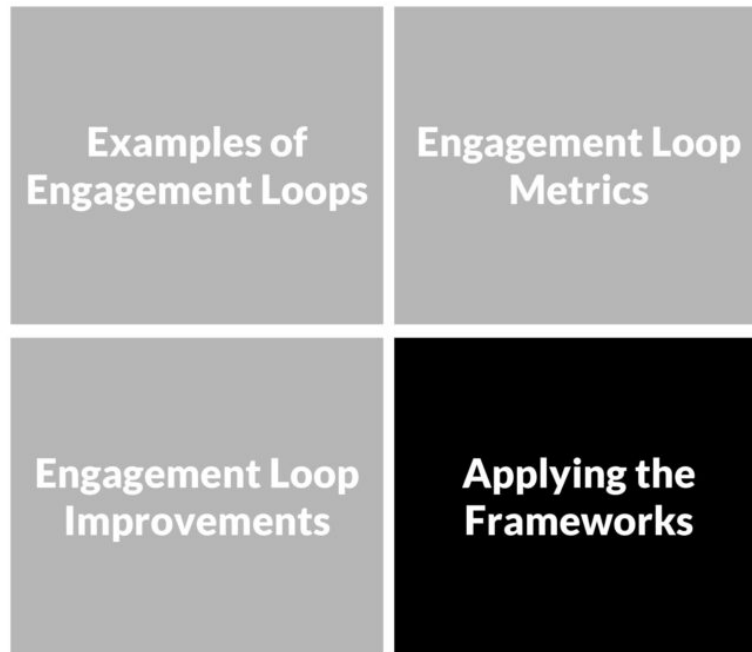 Examples of
Engagement Loops
Engagement Loop
Metrics
Engagement Loop
Improvements
Applying the
Frameworks